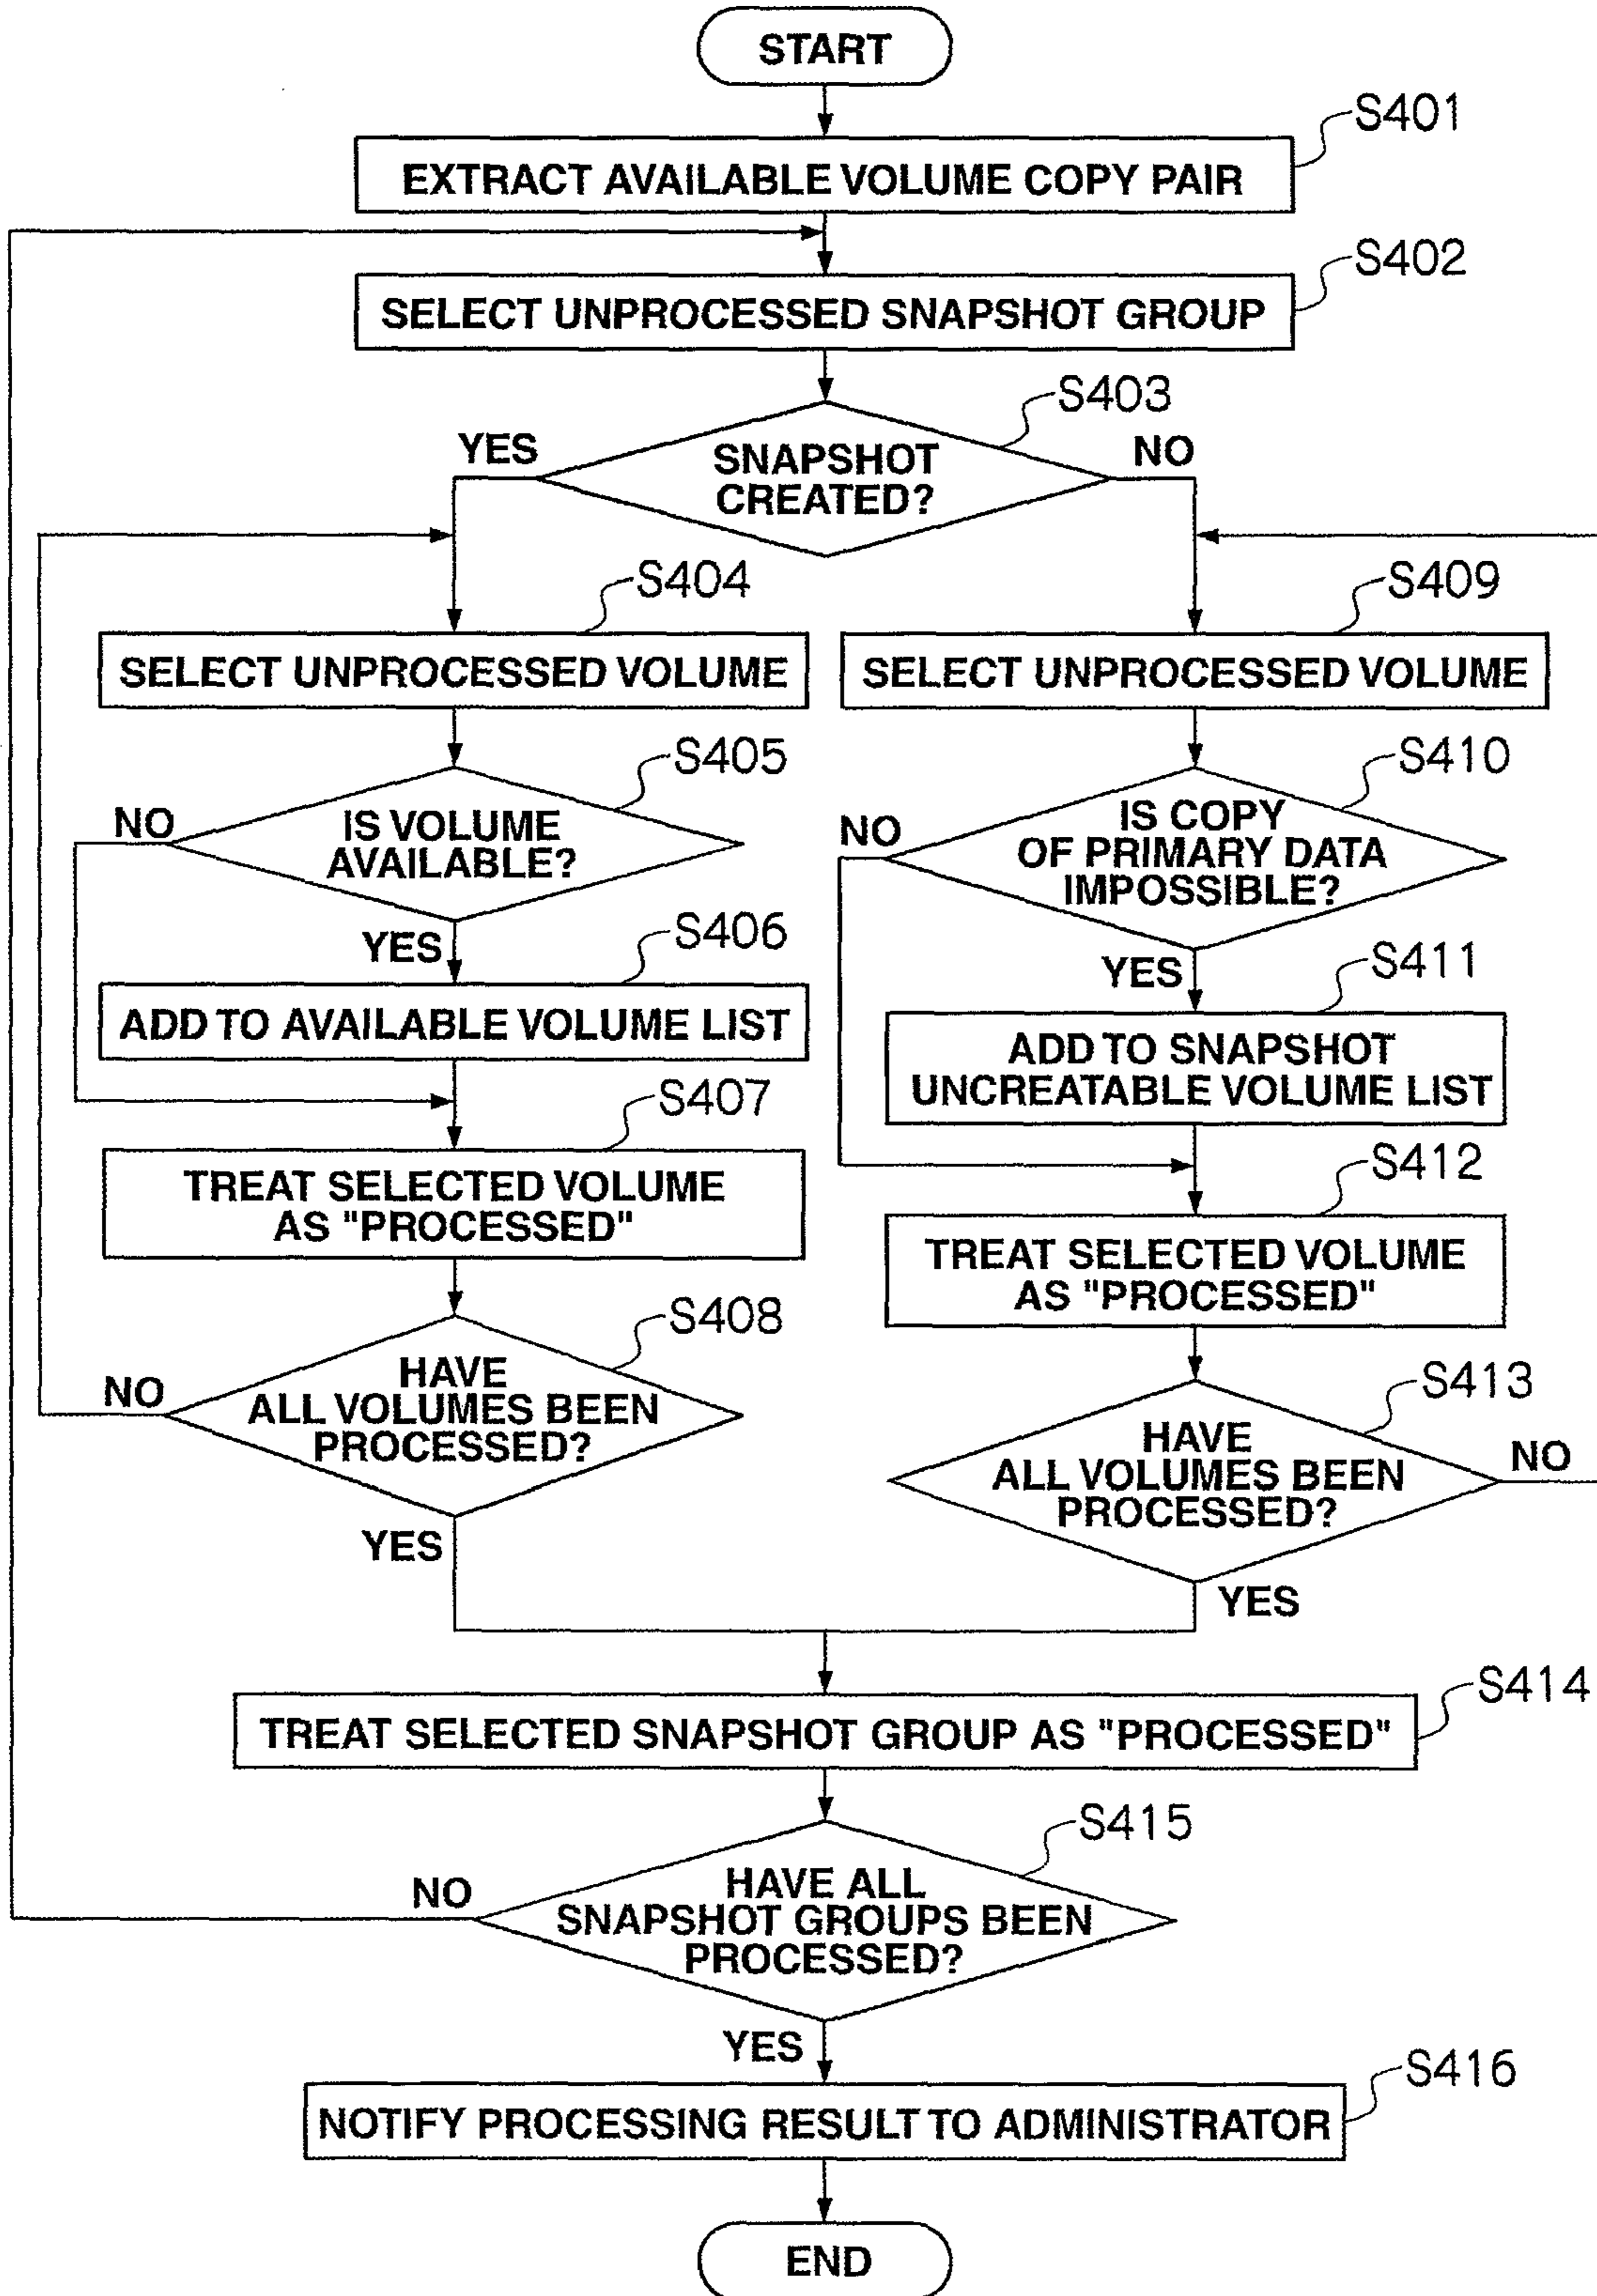 START
S401
EXTRACT AVAILABLE VOLUME COPY PAIR
S402
SELECT UNPROCESSED SNAPSHOT GROUP
S403
YES
SNAPSHOT
CREATED?
NO
S404
SELECT UNPROCESSED VOLUME
S405
NO
IS VOLUME
AVAILABLE?
YES
S406
ADD TO AVAILABLE VOLUME LIST
S407
TREAT SELECTED VOLUME
AS "PROCESSED"
S408
NO
HAVE
ALL VOLUMES BEEN
PROCESSED?
YES
S409
SELECT UNPROCESSED VOLUME
S410
NO
IS COPY
OF PRIMARY DATA
IMPOSSIBLE?
YES
S411
ADD TO SNAPSHOT
UNCREATABLE VOLUME LIST
S412
TREAT SELECTED VOLUME
AS "PROCESSED"
S413
HAVE
ALL VOLUMES BEEN
PROCESSED?
NO
YES
S414
TREAT SELECTED SNAPSHOT GROUP AS "PROCESSED"
S415
NO
HAVE ALL
SNAPSHOT GROUPS BEEN
PROCESSED?
YES
S416
NOTIFY PROCESSING RESULT TO ADMINISTRATOR
END